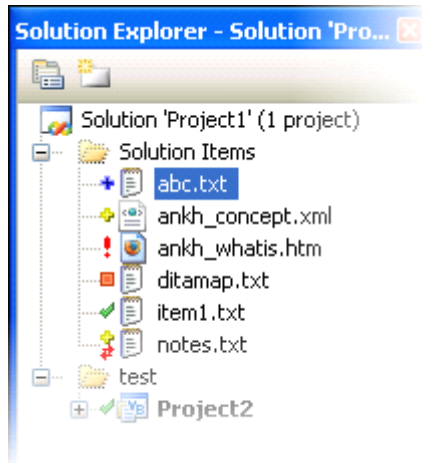 Solution Explorer - Solution 'Pro...
Solution 'Project1' (1 project)
Solution Items
abc.txt
ankh_concept.xml
ankh_whatis.htm
ditamap.txt
item1.txt
notes.txt
test
Project2